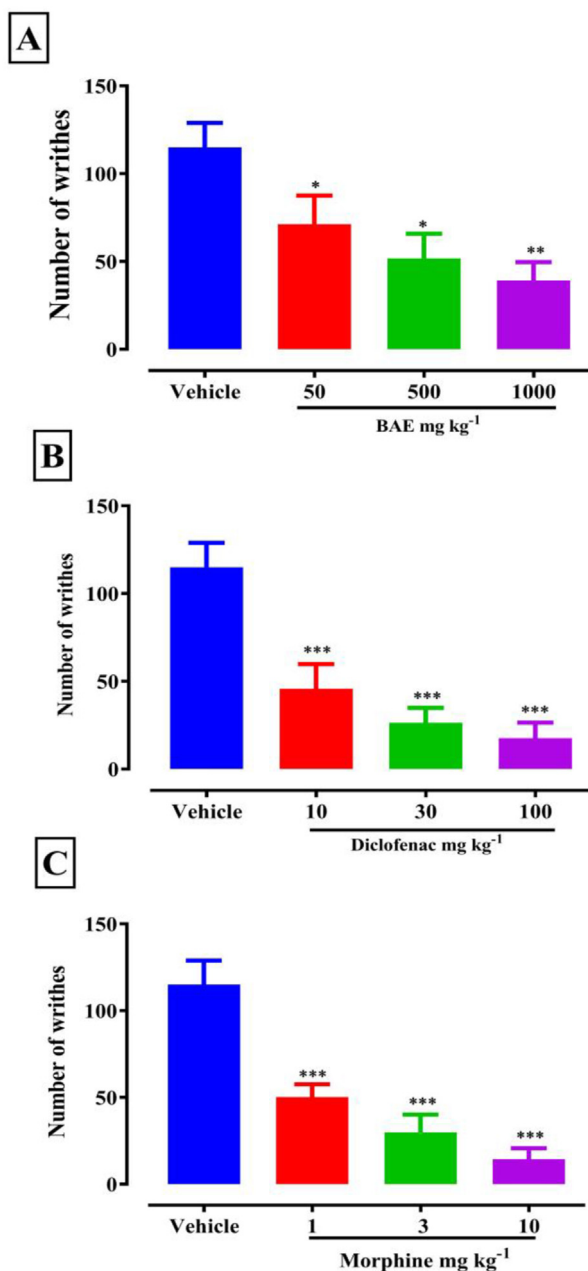 A
Number of writhes
150
100
50
0
*
*
**
Vehicle 50 500 1000
BAE mg kg⁻¹
B
Number of writhes
150
100
50
0
***
***
***
Vehicle 10 30 100
Diclofenac mg kg⁻¹
C
Number of writhes
150
100
50
0
***
***
***
Vehicle 1 3 10
Morphine mg kg⁻¹